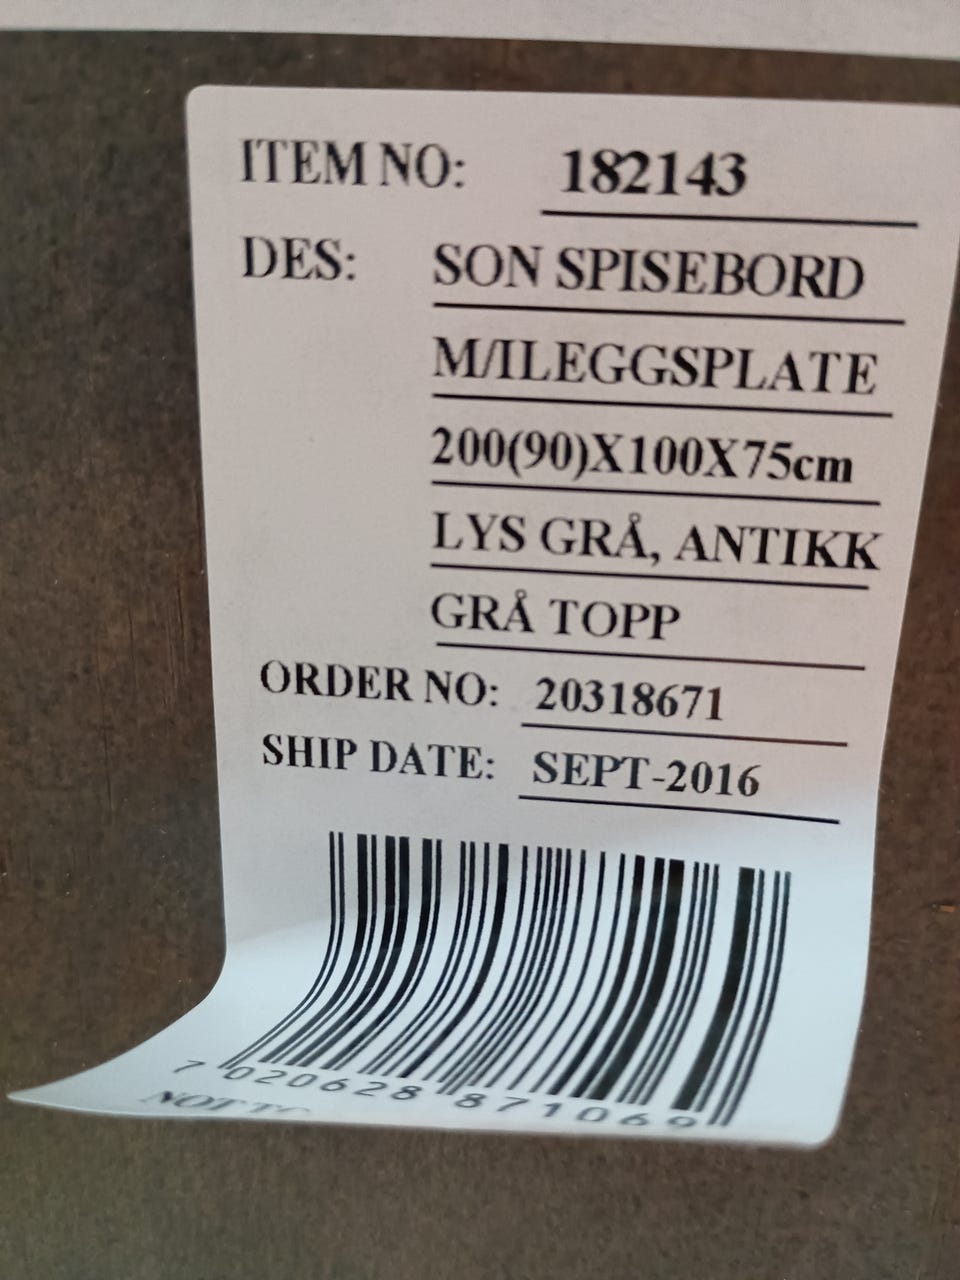 ITEM NO: 182143
DES: SON SPISEBORD
M/ILEGGSPLATE
200(90)X100X75cm
LYS GRÅ, ANTIKK
GRÅ TOPP
ORDER NO: 20318671
SHIP DATE: SEPT-2016
7 020628 871069
NOT